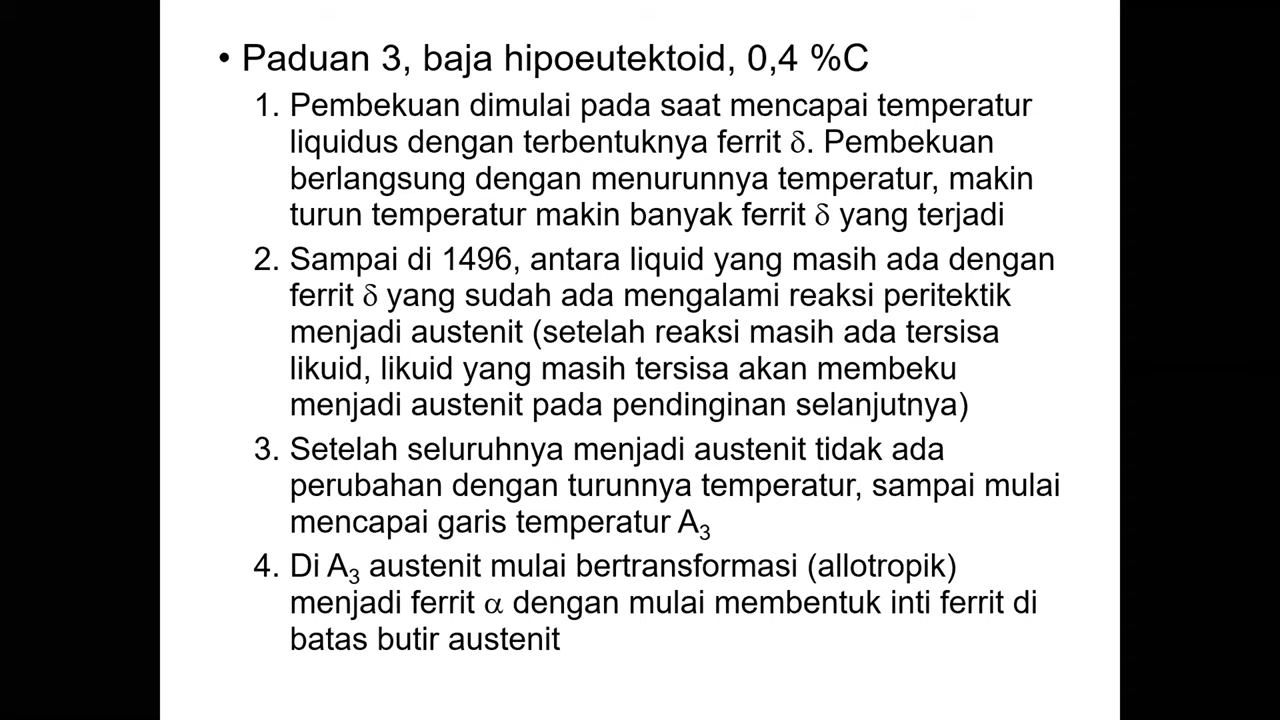 • Paduan 3, baja hipoeutektoid, 0,4 %C
1. Pembekuan dimulai pada saat mencapai temperatur
liquidus dengan terbentuknya ferrit δ. Pembekuan
berlangsung dengan menurunnya temperatur, makin
turun temperatur makin banyak ferrit δ yang terjadi
2. Sampai di 1496, antara liquid yang masih ada dengan
ferrit δ yang sudah ada mengalami reaksi peritektik
menjadi austenit (setelah reaksi masih ada tersisa
likuid, likuid yang masih tersisa akan membeku
menjadi austenit pada pendinginan selanjutnya)
3. Setelah seluruhnya menjadi austenit tidak ada
perubahan dengan turunnya temperatur, sampai mulai
mencapai garis temperatur A₃
4. Di A₃ austenit mulai bertransformasi (allotropik)
menjadi ferrit α dengan mulai membentuk inti ferrit di
batas butir austenit